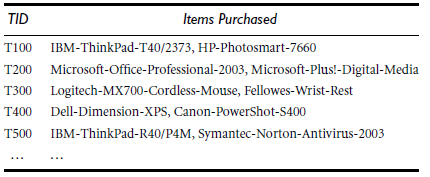 TID Items Purchased
T100 IBM-ThinkPad-T40/2373, HP-Photosmart-7660
T200 Microsoft-Office-Professional-2003, Microsoft-Plus!-Digital-Media
T300 Logitech-MX700-Cordless-Mouse, Fellowes-Wrist-Rest
T400 Dell-Dimension-XPS, Canon-PowerShot-S400
T500 IBM-ThinkPad-R40/P4M, Symantec-Norton-Antivirus-2003
... ...